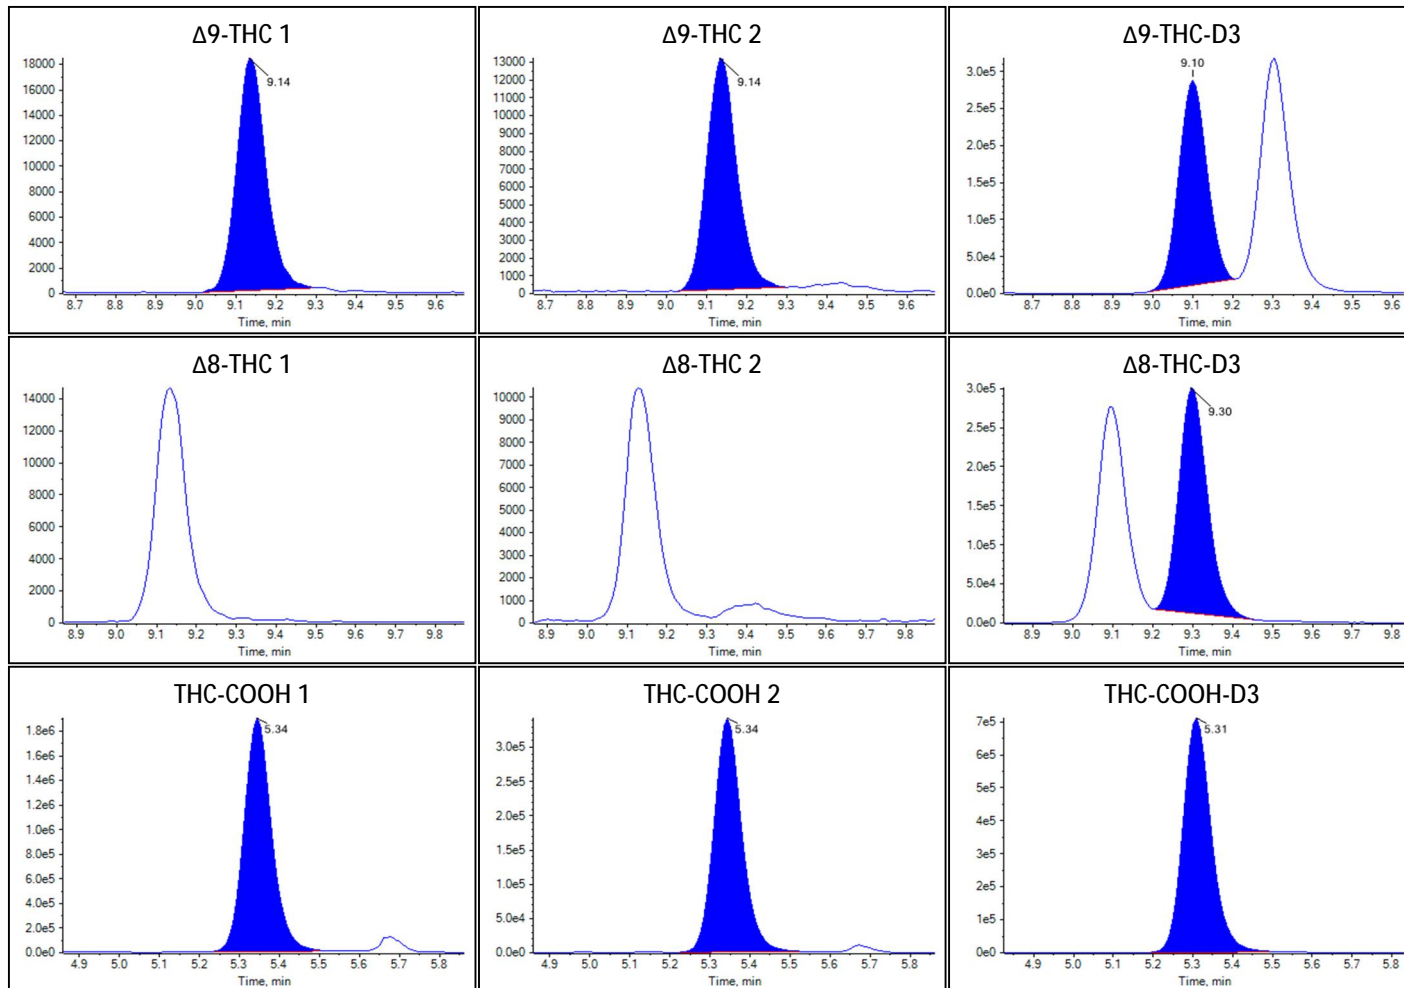 Δ9-THC 1
18000
16000
14000
12000
10000
8000
6000
4000
2000
0
9.14
8.7 8.8 8.9 9.0 9.1 9.2 9.3 9.4 9.5 9.6
Time, min
Δ9-THC 2
13000
12000
11000
10000
9000
8000
7000
6000
5000
4000
3000
2000
1000
0
9.14
8.7 8.8 8.9 9.0 9.1 9.2 9.3 9.4 9.5 9.6
Time, min
Δ9-THC-D3
3.0e5
2.5e5
2.0e5
1.5e5
1.0e5
5.0e4
0.0e0
9.10
8.7 8.8 8.9 9.0 9.1 9.2 9.3 9.4 9.5 9.6
Time, min
Δ8-THC 1
14000
12000
10000
8000
6000
4000
2000
0
8.9 9.0 9.1 9.2 9.3 9.4 9.5 9.6 9.7 9.8
Time, min
Δ8-THC 2
10000
9000
8000
7000
6000
5000
4000
3000
2000
1000
0
8.9 9.0 9.1 9.2 9.3 9.4 9.5 9.6 9.7 9.8
Time, min
Δ8-THC-D3
3.0e5
2.5e5
2.0e5
1.5e5
1.0e5
5.0e4
0.0e0
9.30
8.9 9.0 9.1 9.2 9.3 9.4 9.5 9.6 9.7 9.8
Time, min
THC-COOH 1
1.8e6
1.6e6
1.4e6
1.2e6
1.0e6
8.0e5
6.0e5
4.0e5
2.0e5
0.0e0
5.34
4.9 5.0 5.1 5.2 5.3 5.4 5.5 5.6 5.7 5.8
Time, min
THC-COOH 2
3.0e5
2.5e5
2.0e5
1.5e5
1.0e5
5.0e4
0.0e0
5.34
4.9 5.0 5.1 5.2 5.3 5.4 5.5 5.6 5.7 5.8
Time, min
THC-COOH-D3
7e5
6e5
5e5
4e5
3e5
2e5
1e5
0e0
5.31
4.9 5.0 5.1 5.2 5.3 5.4 5.5 5.6 5.7 5.8
Time, min